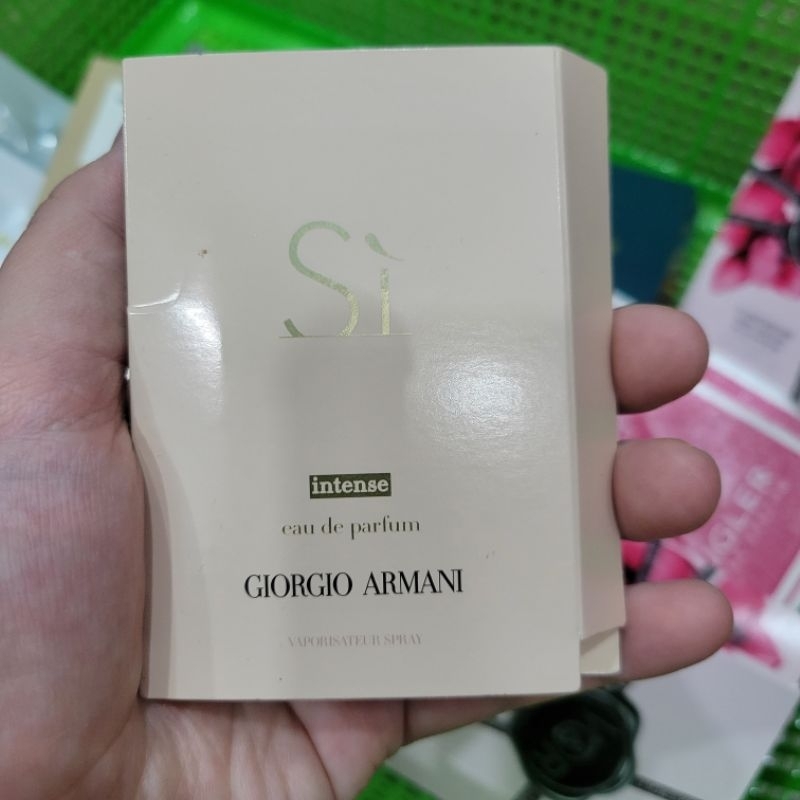 Sì
intense
eau de parfum
GIORGIO ARMANI
VAPORISATEUR SPRAY